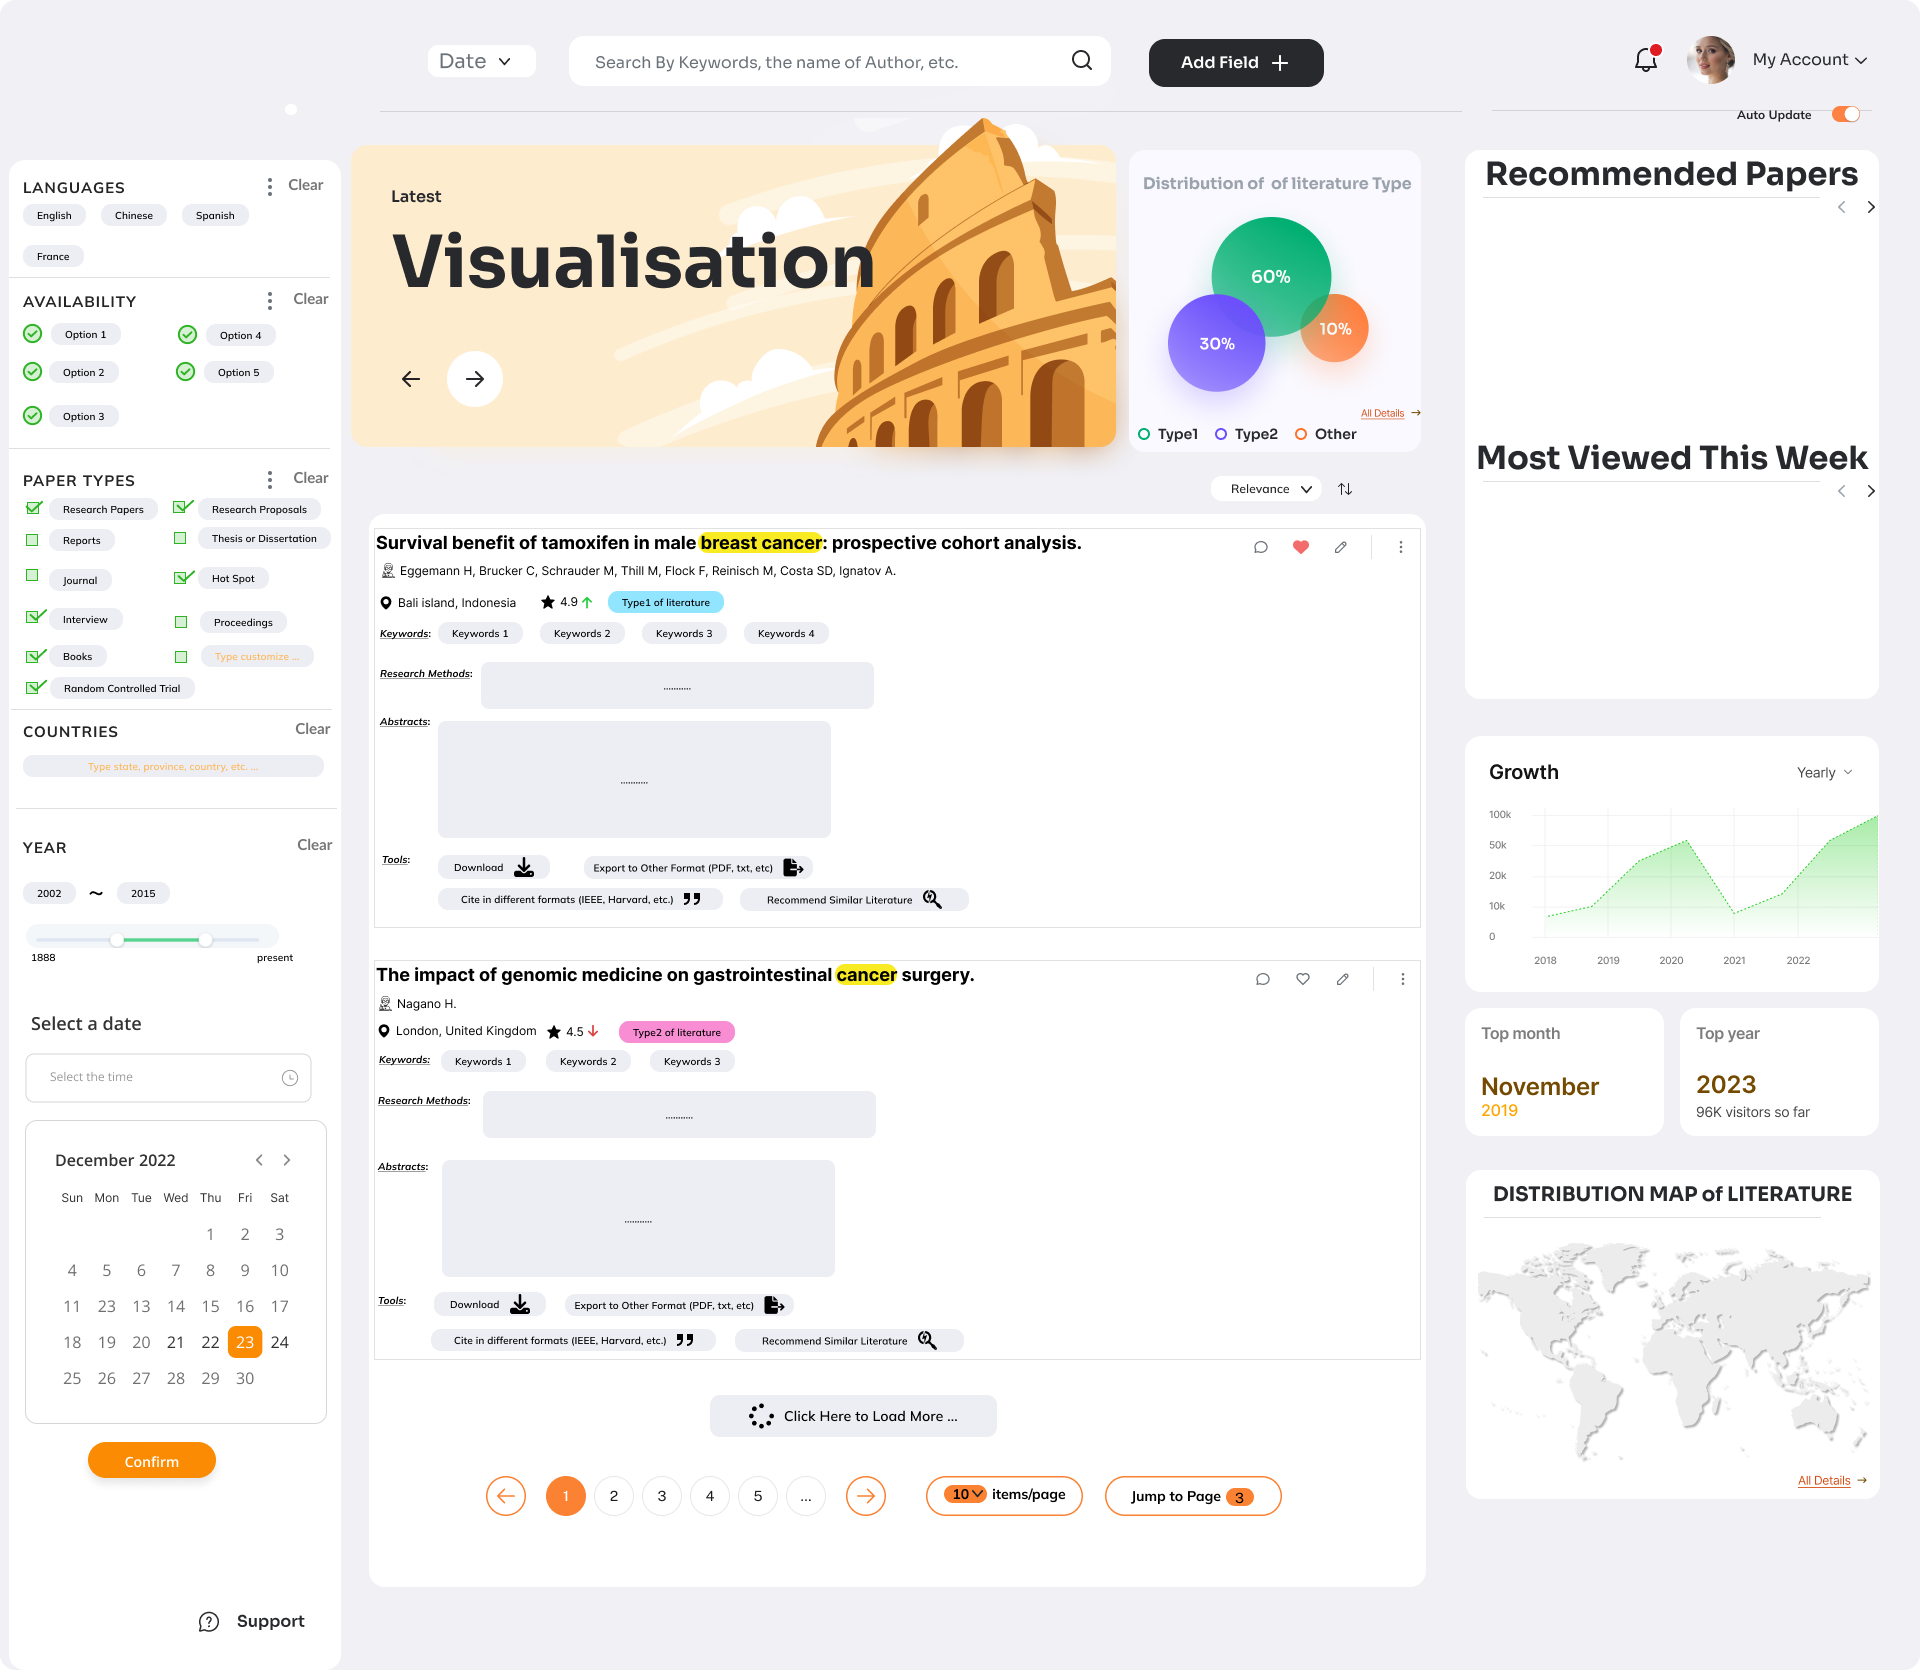 Date
Search By Keywords, the name of Author, etc.
Add Field
My Account
Auto Update
LANGUAGES
Clear
English
Chinese
Spanish
France
AVAILABILITY
Clear
Option 1
Option 4
Option 2
Option 5
Option 3
PAPER TYPES
Clear
Research Papers
Research Proposals
Reports
Thesis or Dissertation
Journal
Hot Spot
Interview
Proceedings
Books
Type customize ...
Random Controlled Trial
COUNTRIES
Clear
Type state, province, country, etc. ...
YEAR
Clear
2002 ~ 2015
1888
present
Select a date
Select the time
December 2022
Sun Mon Tue Wed Thu Fri Sat
1 2 3
4 5 6 7 8 9 10
11 23 13 14 15 16 17
18 19 20 21 22 23 24
25 26 27 28 29 30
Confirm
Support
Latest
Visualisation
Distribution of of literature Type
60%
30%
10%
All Details
Type1
Type2
Other
Relevance
Survival benefit of tamoxifen in male breast cancer: prospective cohort analysis.
Eggemann H, Brucker C, Schrauder M, Thill M, Flock F, Reinisch M, Costa SD, Ignatov A.
Bali island, Indonesia
4.9
Type1 of literature
Keywords:
Keywords 1
Keywords 2
Keywords 3
Keywords 4
Research Methods:
...........
Abstracts:
...........
Tools:
Download
Export to Other Format (PDF, txt, etc)
Cite in different formats (IEEE, Harvard, etc.)
Recommend Similar Literature
The impact of genomic medicine on gastrointestinal cancer surgery.
Nagano H.
London, United Kingdom
4.5
Type2 of literature
Keywords:
Keywords 1
Keywords 2
Keywords 3
Research Methods:
...........
Abstracts:
...........
Tools:
Download
Export to Other Format (PDF, txt, etc)
Cite in different formats (IEEE, Harvard, etc.)
Recommend Similar Literature
Click Here to Load More ...
1 2 3 4 5 ...
10 items/page
Jump to Page 3
Recommended Papers
Most Viewed This Week
Growth
Yearly
100k
50k
20k
10k
0
2018 2019 2020 2021 2022
Top month
November
2019
Top year
2023
96K visitors so far
DISTRIBUTION MAP of LITERATURE
All Details